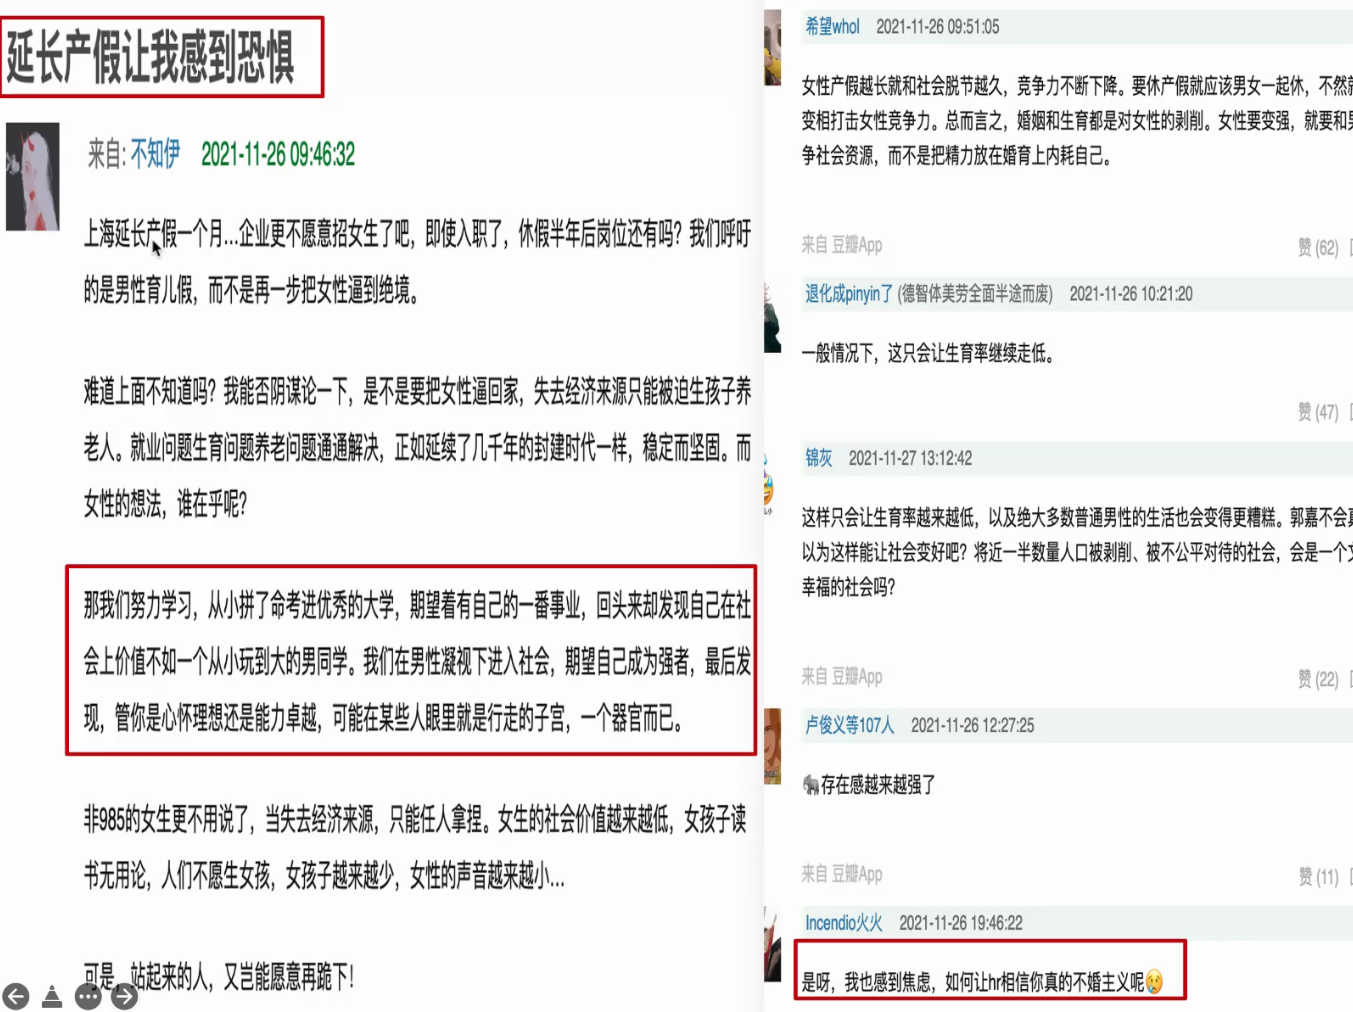 延长产假让我感到恐惧
来自: 不知伊 2021-11-26 09:46:32
上海延长产假一个月...企业更不愿意招女生了吧，即使入职了，休假半年后岗位还有吗？我们呼吁
的是男性育儿假，而不是再一步把女性逼到绝境。
难道上面不知道吗？我能否阴谋论一下，是不是要把女性逼回家，失去经济来源只能被迫生孩子养
老人。就业问题生育问题养老问题通通解决，正如延续了几千年的封建时代一样，稳定而坚固。而
女性的想法，谁在乎呢？
那我们努力学习，从小拼了命考进优秀的大学，期望着有自己的一番事业，回头来却发现自己在社
会上价值不如一个从小玩到大的男同学。我们在男性凝视下进入社会，期望自己成为强者，最后发
现，管你是心怀理想还是能力卓越，可能在某些人眼里就是行走的子宫，一个器官而已。
非985的女生更不用说了，当失去经济来源，只能任人拿捏。女生的社会价值越来越低，女孩子读
书无用论，人们不愿生女孩，女孩子越来越少，女性的声音越来越小...
可是，站起来的人，又岂能愿意再跪下！
希望whol 2021-11-26 09:51:05
女性产假越长就和社会脱节越久，竞争力不断下降。要休产假就应该男女一起休，不然就
变相打击女性竞争力。总而言之，婚姻和生育都是对女性的剥削。女性要变强，就要和男
争社会资源，而不是把精力放在婚育上内耗自己。
来自 豆瓣App 赞 (62)
退化成pinyin了 (德智体美劳全面半途而废) 2021-11-26 10:21:20
一般情况下，这只会让生育率继续走低。
赞 (47)
锦灰 2021-11-27 13:12:42
这样只会让生育率越来越低，以及绝大多数普通男性的生活也会变得更糟糕。郭嘉不会真
以为这样能让社会变好吧？将近一半数量人口被剥削、被不公平对待的社会，会是一个文
幸福的社会吗？
来自 豆瓣App 赞 (22)
卢俊义等107人 2021-11-26 12:27:25
🐘存在感越来越强了
来自 豆瓣App 赞 (11)
Incendio火火 2021-11-26 19:46:22
是呀，我也感到焦虑，如何让hr相信你真的不婚主义呢😢